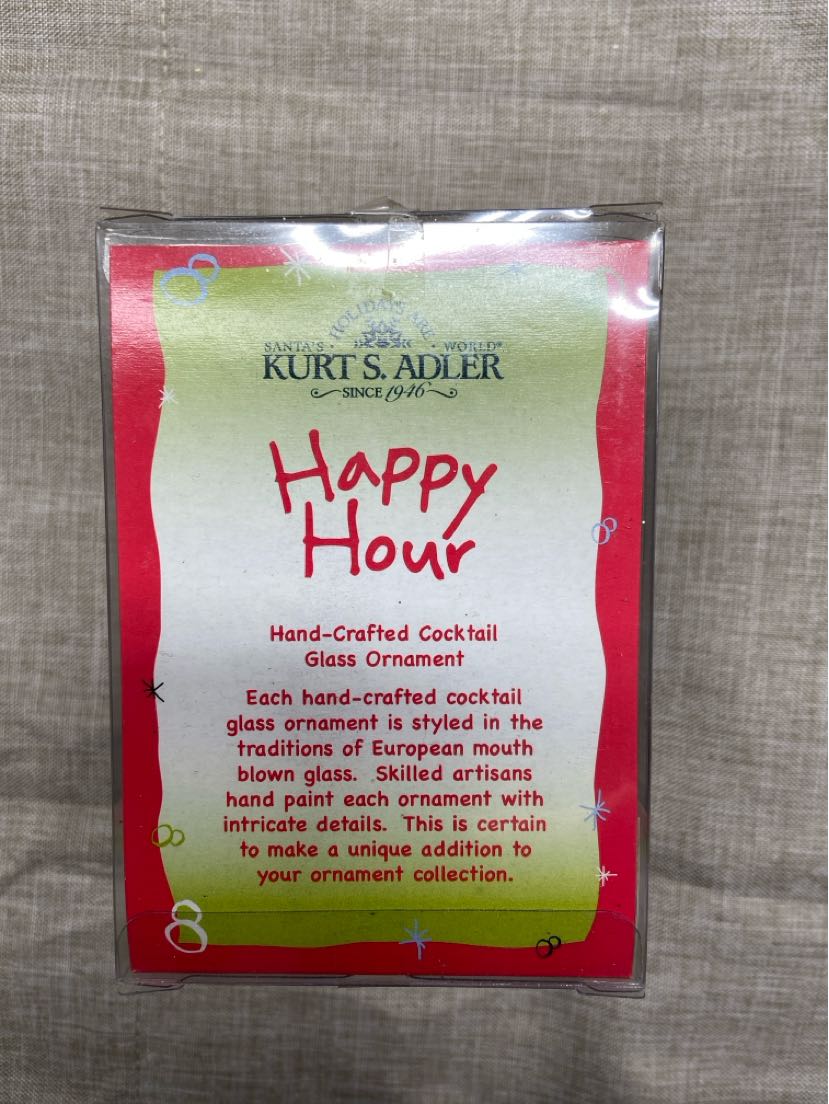 HOLIDAYS ARE
SANTA'S · WORLD®
KURT S. ADLER
SINCE 1946
Happy
Hour
Hand-Crafted Cocktail
Glass Ornament
Each hand-crafted cocktail
glass ornament is styled in the
traditions of European mouth
blown glass. Skilled artisans
hand paint each ornament with
intricate details. This is certain
to make a unique addition to
your ornament collection.